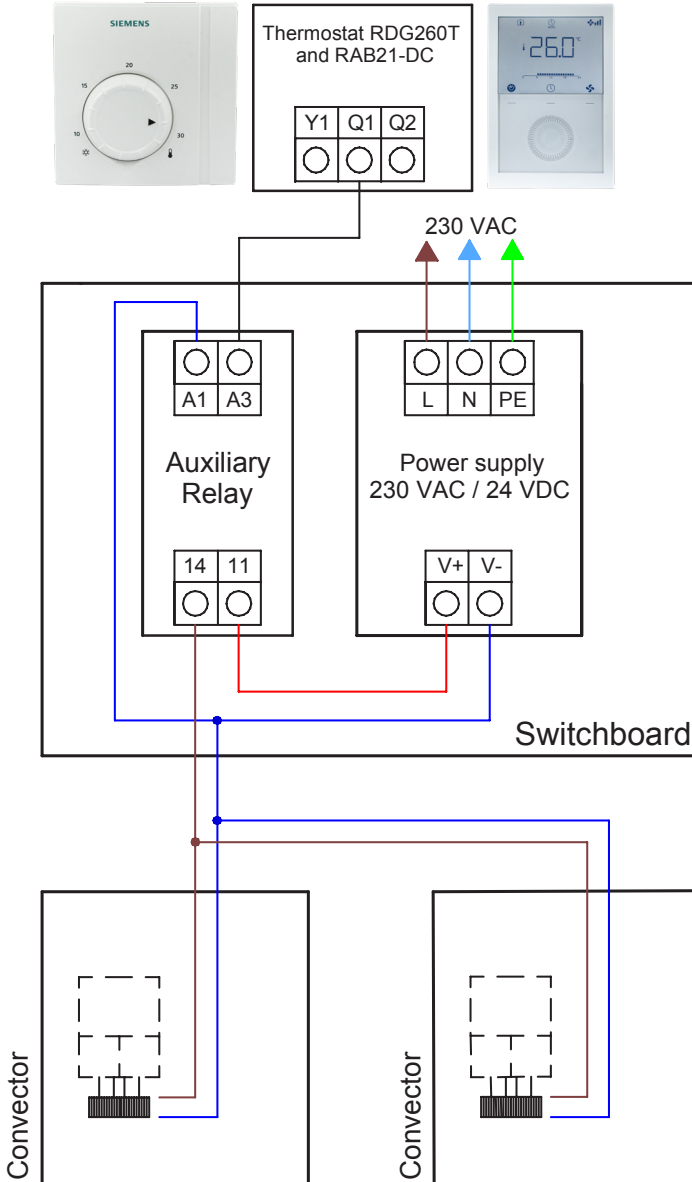 SIEMENS
20
15
25
10
30
Thermostat RDG260T
and RAB21-DC
Y1 Q1 Q2
26.0°C
230 VAC
A1 A3
L N PE
Auxiliary
Relay
Power supply
230 VAC / 24 VDC
14 11
V+ V-
Switchboard
Convector
Convector